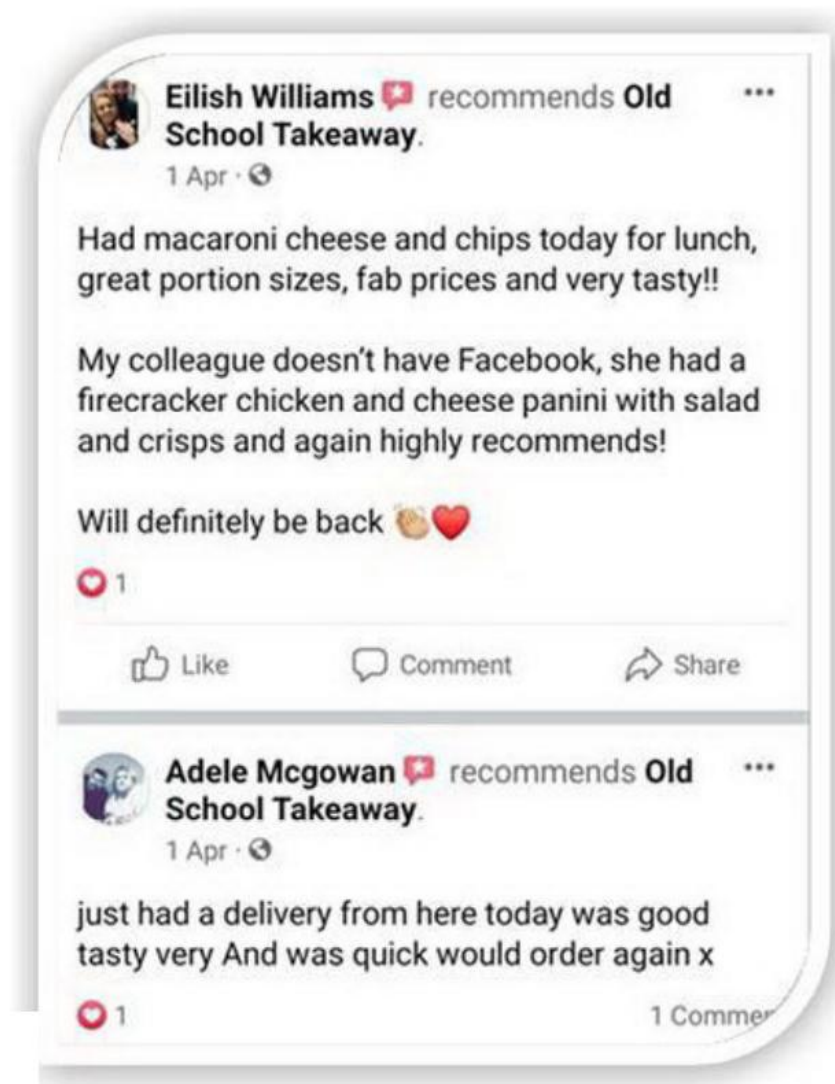 Eilish Williams recommends Old
School Takeaway.
1 Apr ·
Had macaroni cheese and chips today for lunch,
great portion sizes, fab prices and very tasty!!
My colleague doesn't have Facebook, she had a
firecracker chicken and cheese panini with salad
and crisps and again highly recommends!
Will definitely be back 👏❤️
1
Like Comment Share
Adele Mcgowan recommends Old
School Takeaway.
1 Apr ·
just had a delivery from here today was good
tasty very And was quick would order again x
1 1 Commen